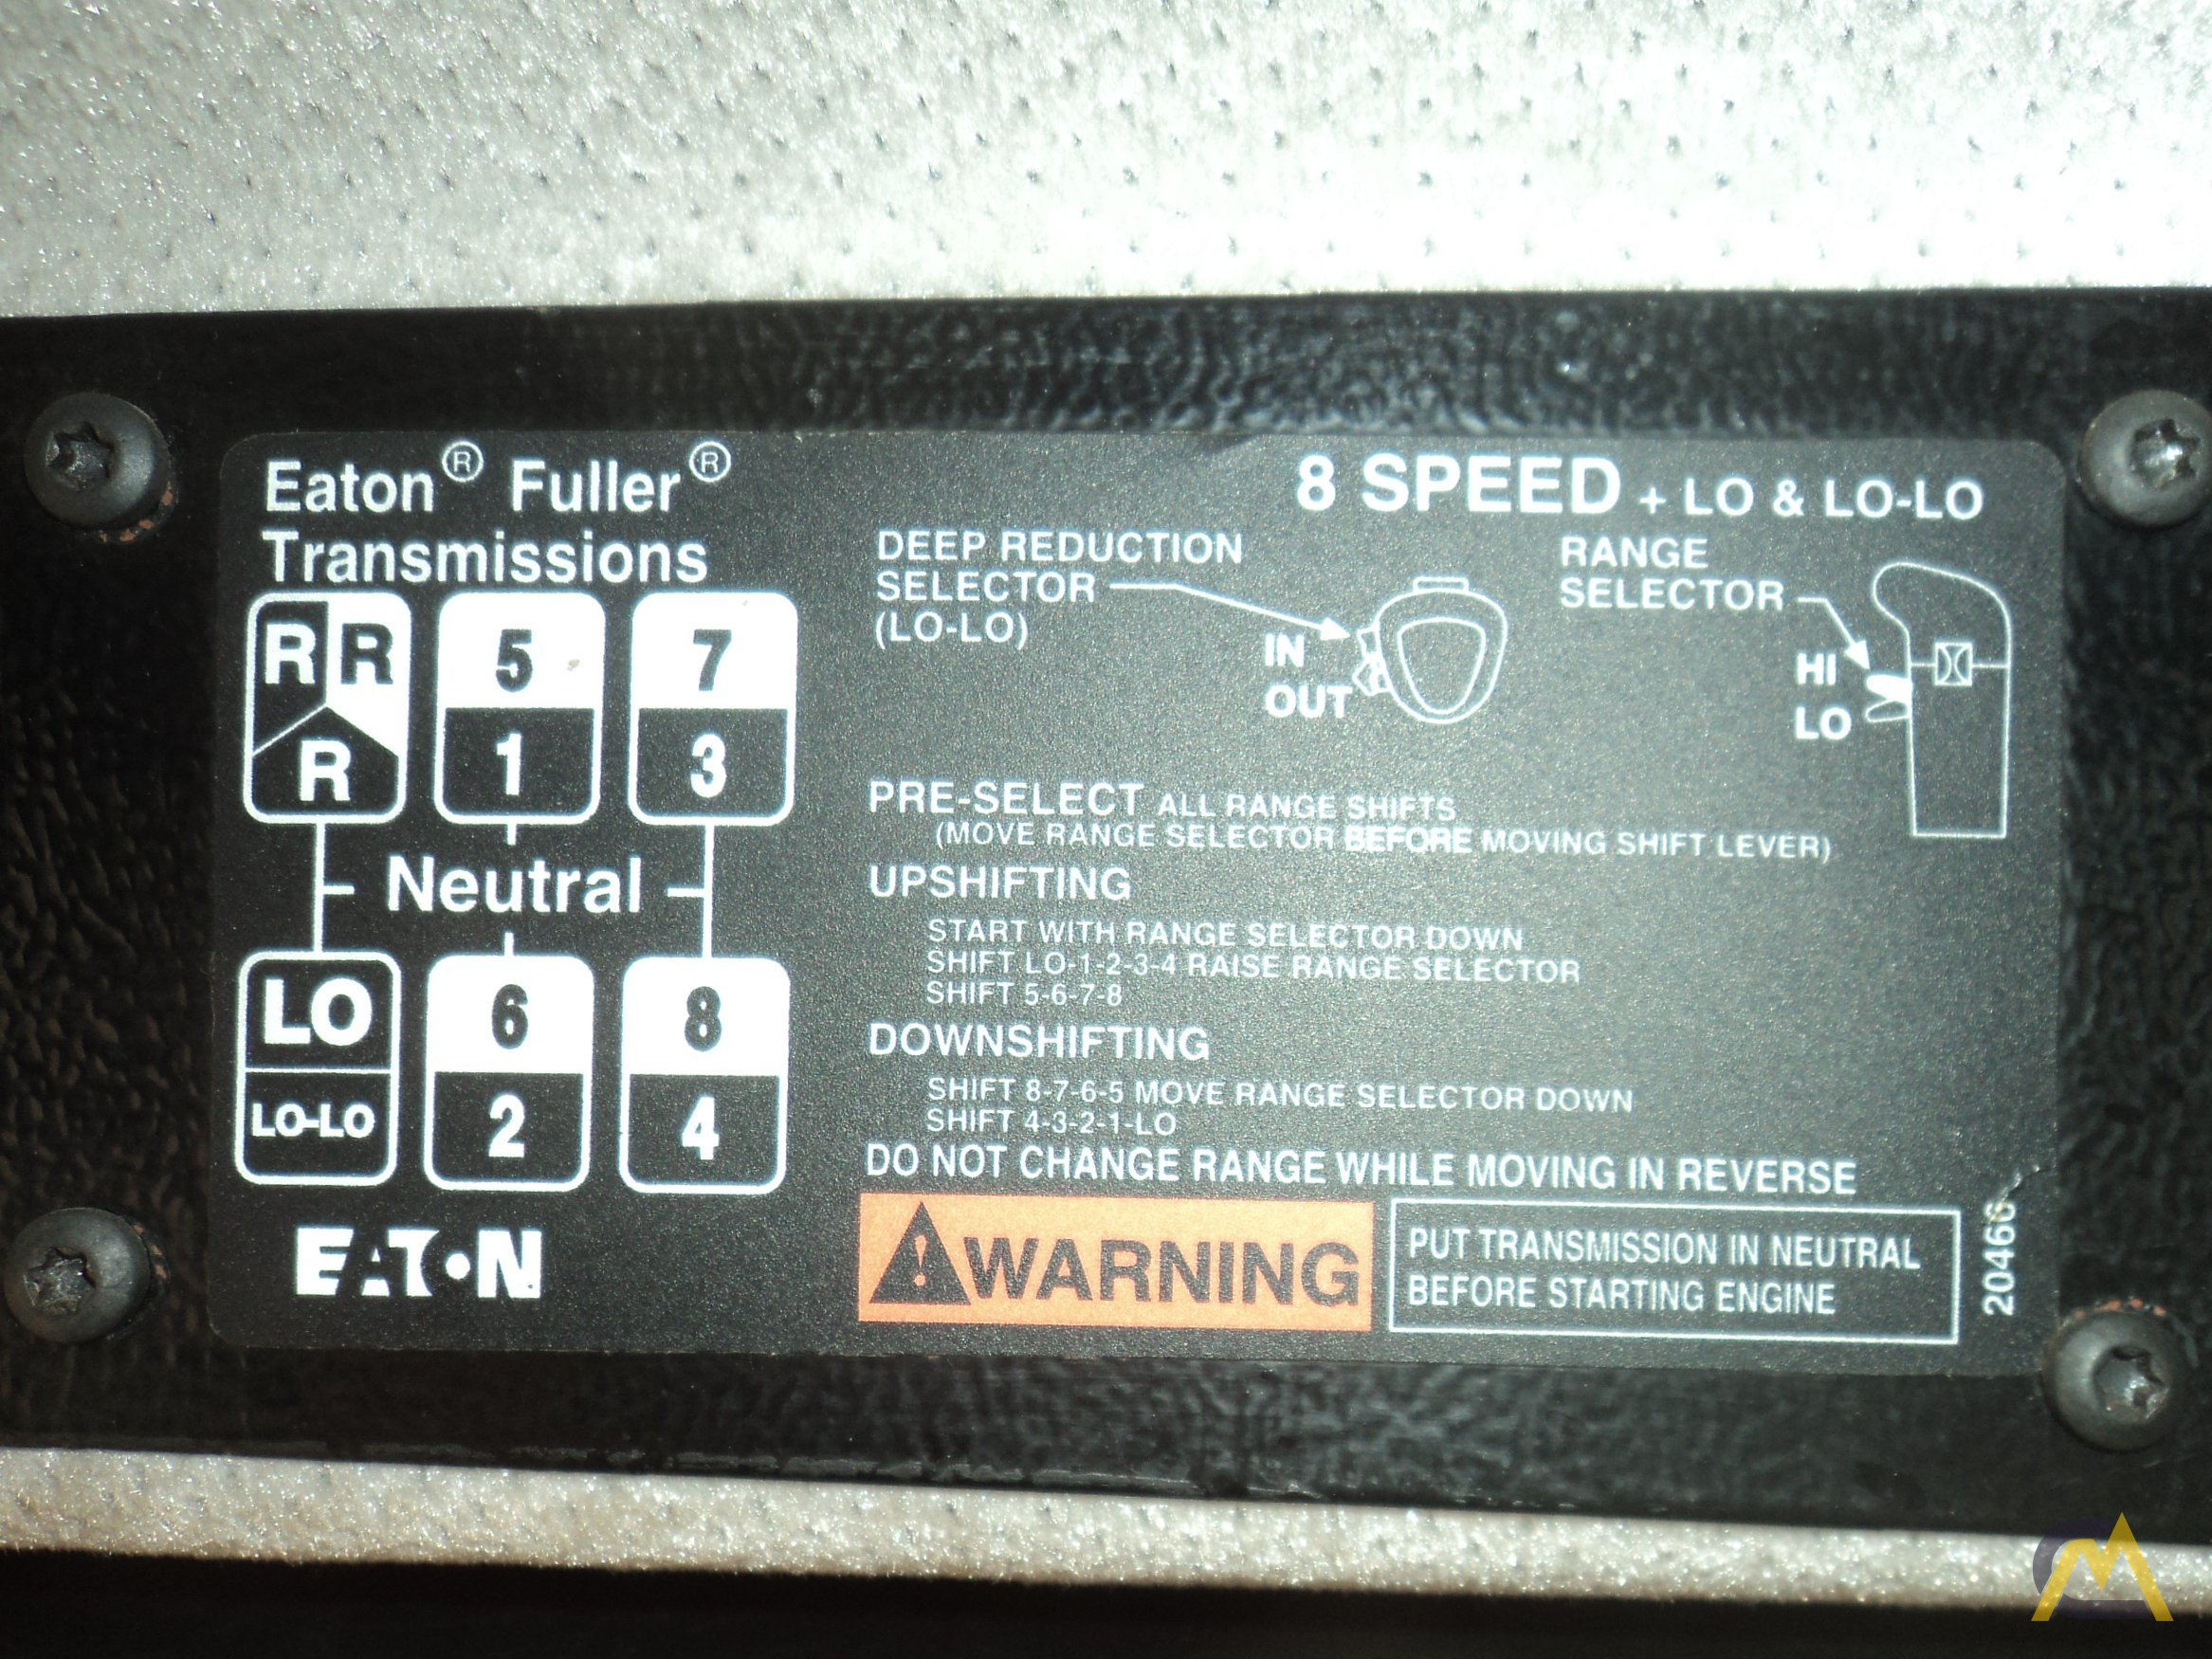 Eaton® Fuller®
Transmissions
8 SPEED + LO & LO-LO
R R
R
5
1
7
3
Neutral
LO
LO-LO
6
2
8
4
DEEP REDUCTION
SELECTOR
(LO-LO)
IN
OUT
RANGE
SELECTOR
HI
LO
PRE-SELECT ALL RANGE SHIFTS
(MOVE RANGE SELECTOR BEFORE MOVING SHIFT LEVER)
UPSHIFTING
START WITH RANGE SELECTOR DOWN
SHIFT LO-1-2-3-4 RAISE RANGE SELECTOR
SHIFT 5-6-7-8
DOWNSHIFTING
SHIFT 8-7-6-5 MOVE RANGE SELECTOR DOWN
SHIFT 4-3-2-1-LO
DO NOT CHANGE RANGE WHILE MOVING IN REVERSE
EATON
WARNING
PUT TRANSMISSION IN NEUTRAL
BEFORE STARTING ENGINE
20466